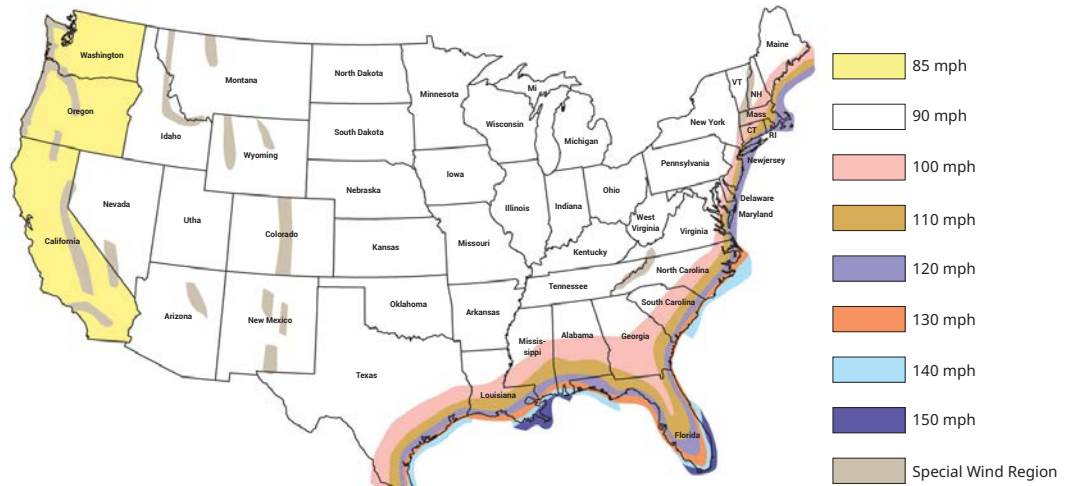 Washington
Oregon
California
Nevada
Idaho
Montana
Wyoming
Utha
Arizona
Colorado
New Mexico
North Dakota
South Dakota
Nebraska
Kansas
Oklahoma
Texas
Minnesota
Iowa
Missouri
Arkansas
Louisiana
Wisconsin
Illinois
Mi
Michigan
Indiana
Ohio
Kentucky
Tennessee
Missis-
sippi
Alabama
Georgia
Florida
South Carolina
North Carolina
Virginia
West
Virginia
Pennsylvania
New York
Maine
VT
NH
Mass
CT
RI
Newjersey
Delaware
Maryland
85 mph
90 mph
100 mph
110 mph
120 mph
130 mph
140 mph
150 mph
Special Wind Region